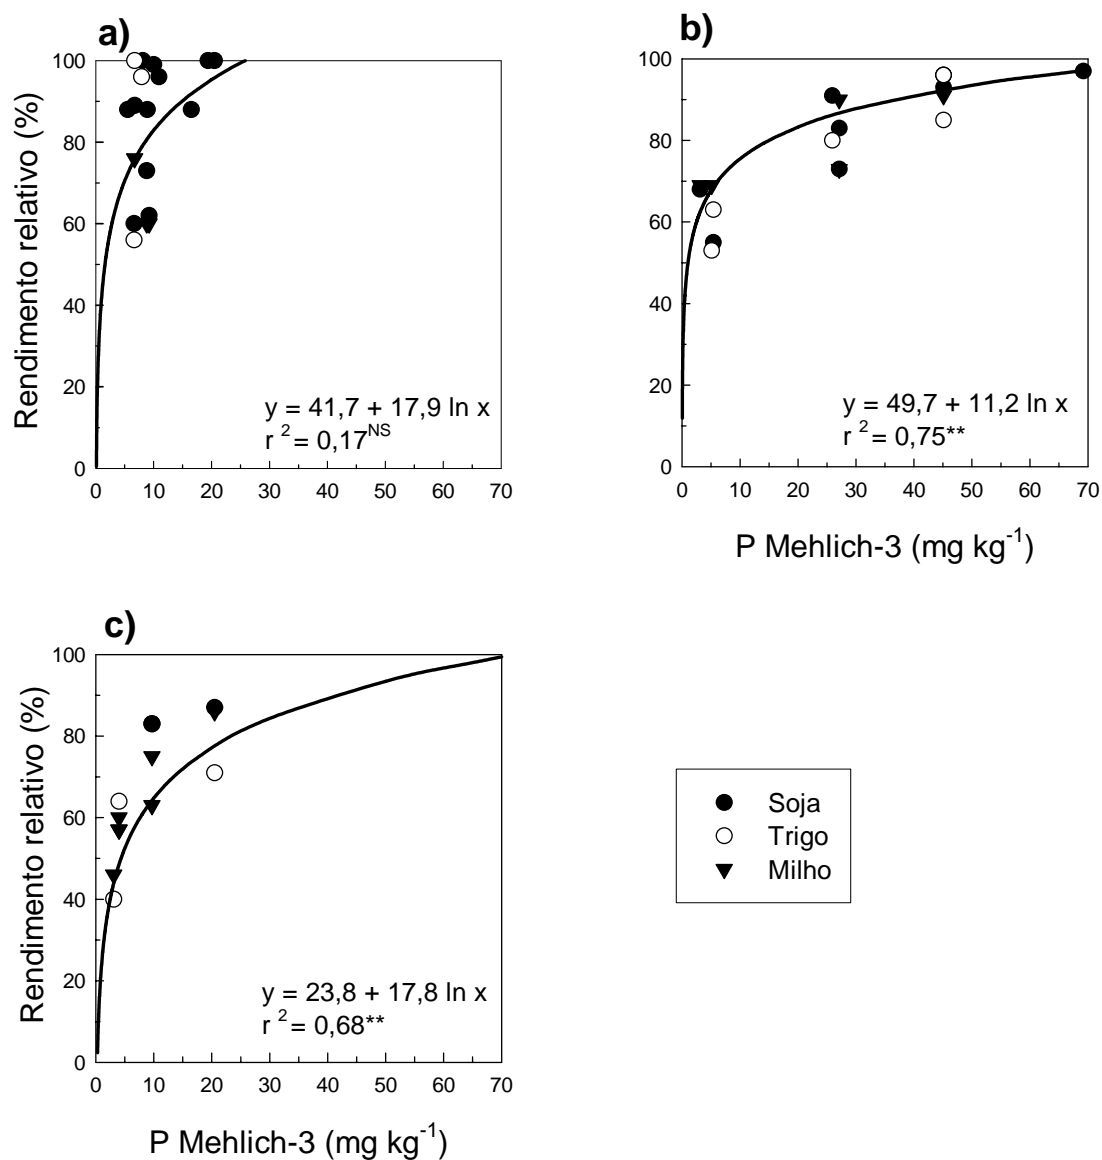 a)
100
80
60
40
20
0
Rendimento relativo (%)
y = 41,7 + 17,9 ln x
r ² = 0,17^NS
0 10 20 30 40 50 60 70
b)
100
80
60
40
20
0
y = 49,7 + 11,2 ln x
r ² = 0,75**
0 10 20 30 40 50 60 70
P Mehlich-3 (mg kg⁻¹)
c)
100
80
60
40
20
0
Rendimento relativo (%)
y = 23,8 + 17,8 ln x
r ² = 0,68**
0 10 20 30 40 50 60 70
P Mehlich-3 (mg kg⁻¹)
Soja
Trigo
Milho